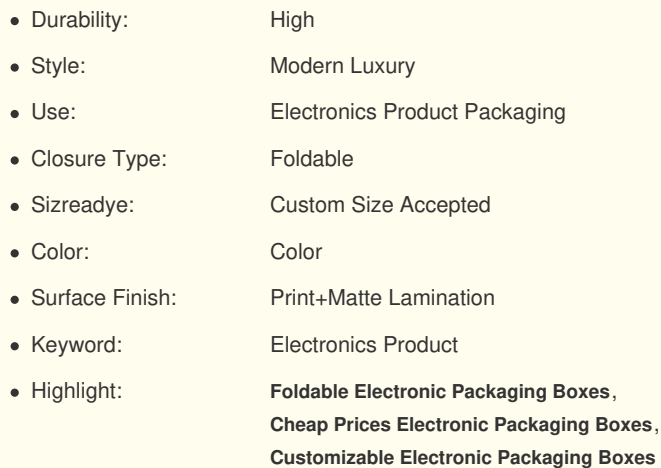 • Durability: High
• Style: Modern Luxury
• Use: Electronics Product Packaging
• Closure Type: Foldable
• Sizreadye: Custom Size Accepted
• Color: Color
• Surface Finish: Print+Matte Lamination
• Keyword: Electronics Product
• Highlight: Foldable Electronic Packaging Boxes,
Cheap Prices Electronic Packaging Boxes,
Customizable Electronic Packaging Boxes